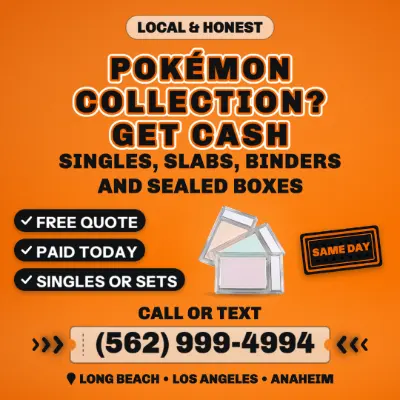 LOCAL & HONEST
POKÉMON
COLLECTION?
GET CASH
SINGLES, SLABS, BINDERS
AND SEALED BOXES
FREE QUOTE
PAID TODAY
SINGLES OR SETS
SAME DAY
CALL OR TEXT
(562) 999-4994
LONG BEACH • LOS ANGELES • ANAHEIM